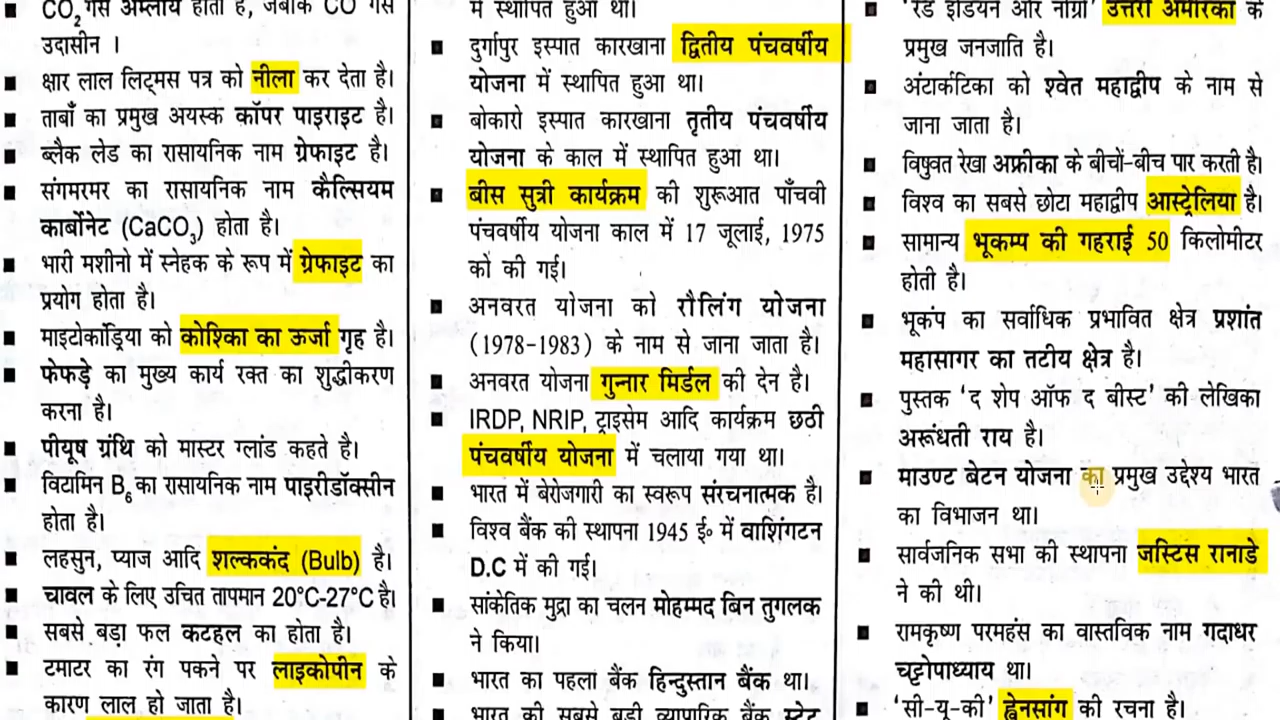 CO2 गैस अम्लीय होती है, जबकि CO गैस
उदासीन ।
क्षार लाल लिट्मस पत्र को नीला कर देता है।
ताबाँ का प्रमुख अयस्क कॉपर पाइराइट है।
ब्लैक लेड का रासायनिक नाम ग्रेफाइट है।
संगमरमर का रासायनिक नाम कैल्सियम
कार्बोनेट (CaCO3) होता है।
भारी मशीनो में स्नेहक के रूप में ग्रेफाइट का
प्रयोग होता है।
माइटोकाँड्रिया को कोश्किा का ऊर्जा गृह है।
फेफड़े का मुख्य कार्य रक्त का शुद्धीकरण
करना है।
पीयूष ग्रंथि को मास्टर ग्लांड कहते है।
विटामिन B6 का रासायनिक नाम पाइरीडॉक्सीन
होता है।
लहसुन, प्याज आदि शल्ककंद (Bulb) है।
चावल के लिए उचित तापमान 20°C-27°C है।
सबसे बड़ा फल कटहल का होता है।
टमाटर का रंग पकने पर लाइकोपीन के
कारण लाल हो जाता है।
में स्थापित हुआ था।
दुर्गापुर इस्पात कारखाना द्वितीय पंचवर्षीय
योजना में स्थापित हुआ था।
बोकारो इस्पात कारखाना तृतीय पंचवर्षीय
योजना के काल में स्थापित हुआ था।
बीस सुत्री कार्यक्रम की शुरूआत पाँचवी
पंचवर्षीय योजना काल में 17 जूलाई, 1975
को की गई।
अनवरत योजना को रौलिंग योजना
(1978-1983) के नाम से जाना जाता है।
अनवरत योजना गुन्नार मिर्डल की देन है।
IRDP, NRIP, ट्राइसेम आदि कार्यक्रम छठी
पंचवर्षीय योजना में चलाया गया था।
भारत में बेरोजगारी का स्वरूप संरचनात्मक है।
विश्व बैंक की स्थापना 1945 ई॰ में वाशिंगटन
D.C में की गई।
सांकेतिक मुद्रा का चलन मोहम्मद बिन तुगलक
ने किया।
भारत का पहला बैंक हिन्दुस्तान बैंक था।
भारत की सबसे बड़ी व्यापारिक बैंक स्टेट
'रेड इंडियन और नीग्रो' उत्तरी अमेरिका के
प्रमुख जनजाति है।
अंटार्कटिका को श्वेत महाद्वीप के नाम से
जाना जाता है।
विषुवत रेखा अफ्रीका के बीचों-बीच पार करती है।
विश्व का सबसे छोटा महाद्वीप आस्ट्रेलिया है।
सामान्य भूकम्प की गहराई 50 किलोमीटर
होती है।
भूकंप का सर्वाधिक प्रभावित क्षेत्र प्रशांत
महासागर का तटीय क्षेत्र है।
पुस्तक 'द शेप ऑफ द बीस्ट' की लेखिका
अरूंधती राय है।
माउण्ट बेटन योजना का प्रमुख उद्देश्य भारत
का विभाजन था।
सार्वजनिक सभा की स्थापना जस्टिस रानाडे
ने की थी।
रामकृष्ण परमहंस का वास्तविक नाम गदाधर
चट्टोपाध्याय था।
'सी-यू-की' ह्वेनसांग की रचना है।